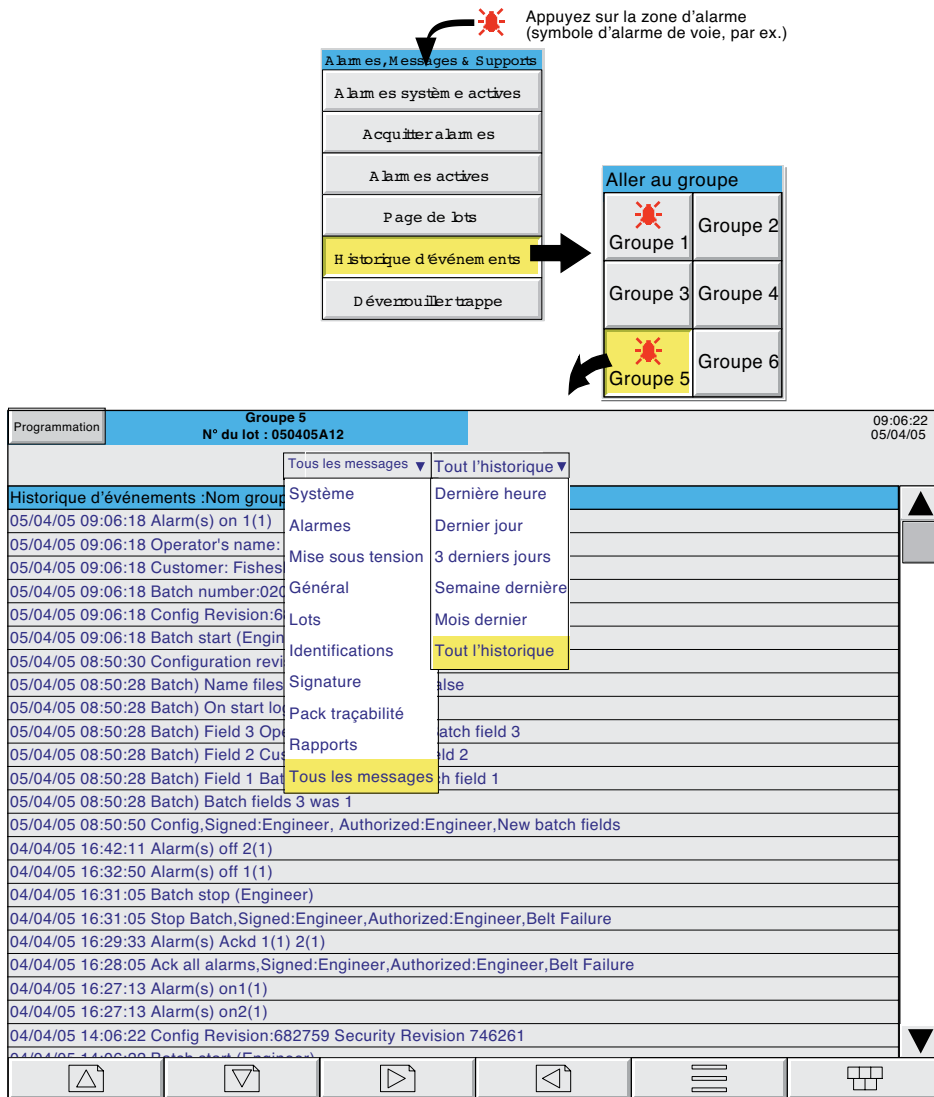 Appuyez sur la zone d'alarme
(symbole d'alarme de voie, par ex.)
Alarmes, Messages & Supports
Alarmes système actives
Acquitter alarmes
Alarmes actives
Page de lots
Historique d'événements
Déverrouiller trappe
Aller au groupe
Groupe 1
Groupe 2
Groupe 3
Groupe 4
Groupe 5
Groupe 6
Programmation
Groupe 5
N° du lot : 050405A12
09:06:22
05/04/05
Tous les messages
Tout l'historique
Système
Alarmes
Mise sous tension
Général
Lots
Identifications
Signature
Pack traçabilité
Rapports
Tous les messages
Dernière heure
Dernier jour
3 derniers jours
Semaine dernière
Mois dernier
Tout l'historique
Historique d'événements :Nom group
05/04/05 09:06:18 Alarm(s) on 1(1)
05/04/05 09:06:18 Operator's name:
05/04/05 09:06:18 Customer: Fishes
05/04/05 09:06:18 Batch number:020
05/04/05 09:06:18 Config Revision:6
05/04/05 09:06:18 Batch start (Engin
05/04/05 08:50:30 Configuration revi
05/04/05 08:50:28 Batch) Name files alse
05/04/05 08:50:28 Batch) On start lo
05/04/05 08:50:28 Batch) Field 3 Ope atch field 3
05/04/05 08:50:28 Batch) Field 2 Cus eld 2
05/04/05 08:50:28 Batch) Field 1 Bat h field 1
05/04/05 08:50:28 Batch) Batch fields 3 was 1
05/04/05 08:50:50 Config,Signed:Engineer, Authorized:Engineer,New batch fields
04/04/05 16:42:11 Alarm(s) off 2(1)
04/04/05 16:32:50 Alarm(s) off 1(1)
04/04/05 16:31:05 Batch stop (Engineer)
04/04/05 16:31:05 Stop Batch,Signed:Engineer,Authorized:Engineer,Belt Failure
04/04/05 16:29:33 Alarm(s) Ackd 1(1) 2(1)
04/04/05 16:28:05 Ack all alarms,Signed:Engineer,Authorized:Engineer,Belt Failure
04/04/05 16:27:13 Alarm(s) on1(1)
04/04/05 16:27:13 Alarm(s) on2(1)
04/04/05 14:06:22 Config Revision:682759 Security Revision 746261
04/04/05 14:06:22 Batch start (Engineer)